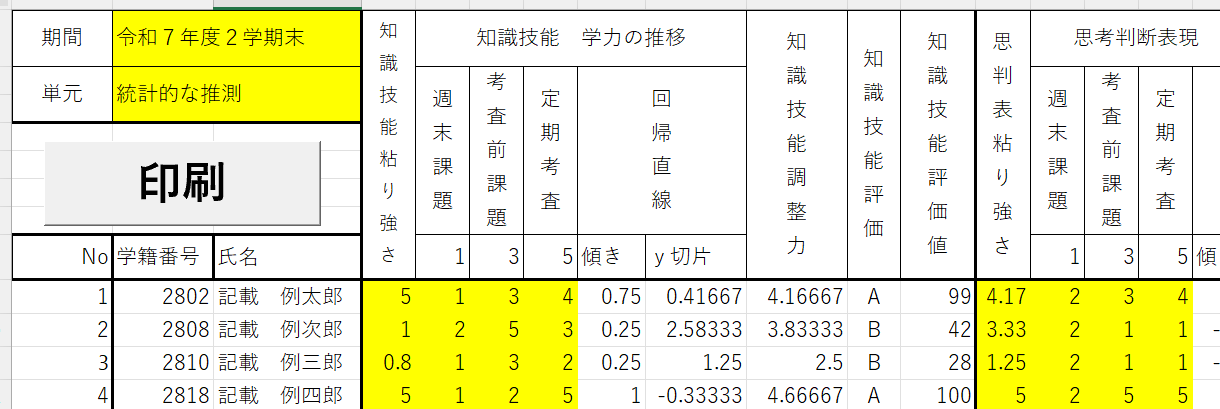 期間 令和７年度２学期末 知識技能粘り強さ 知識技能　学力の推移 知識技能調整力 知識技能評価 知識技能評価値 思判表粘り強さ 思考判断表現
単元 統計的な推測 週末課題 考査前課題 定期考査 回帰直線 週末課題 考査前課題 定期考査
印刷
No 学籍番号 氏名 1 3 5 傾き y切片 1 3 5 傾
1 2802 記載　例太郎 5 1 3 4 0.75 0.41667 4.16667 A 99 4.17 2 3 4
2 2808 記載　例次郎 1 2 5 3 0.25 2.58333 3.83333 B 42 3.33 2 1 1 -
3 2810 記載　例三郎 0.8 1 3 2 0.25 1.25 2.5 B 28 1.25 2 1 1 -
4 2818 記載　例四郎 5 1 2 5 1 -0.33333 4.66667 A 100 5 2 5 5